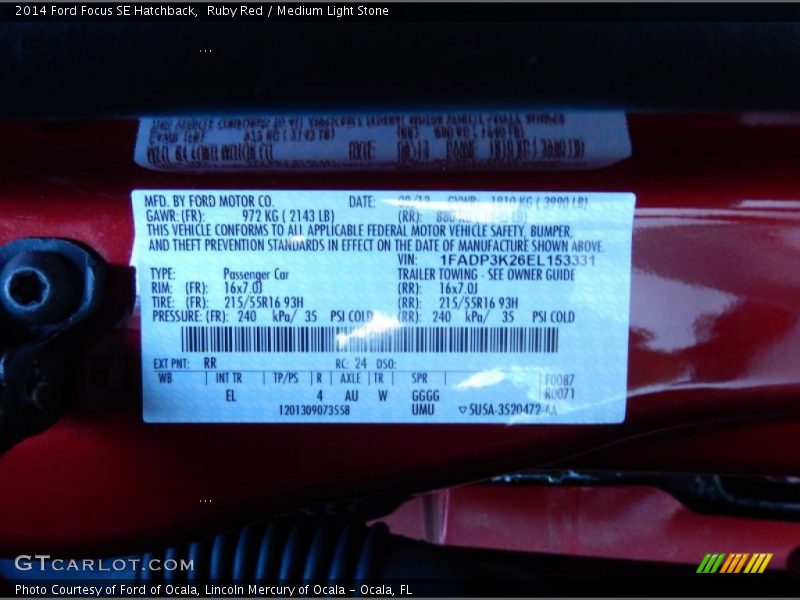 2014 Ford Focus SE Hatchback,  Ruby Red / Medium Light Stone
MFD. BY FORD MOTOR CO. DATE: GVWR: 1810 KG ( 3990 LB)
GAWR: (FR): 972 KG ( 2143 LB) (RR): 880 KG
THIS VEHICLE CONFORMS TO ALL APPLICABLE FEDERAL MOTOR VEHICLE SAFETY, BUMPER,
AND THEFT PREVENTION STANDARDS IN EFFECT ON THE DATE OF MANUFACTURE SHOWN ABOVE.
VIN: 1FADP3K26EL153331
TYPE: Passenger Car TRAILER TOWING - SEE OWNER GUIDE
RIM: (FR): 16x7.0J (RR): 16x7.0J
TIRE: (FR): 215/55R16 93H (RR): 215/55R16 93H
PRESSURE: (FR): 240 kPa/ 35 PSI COLD (RR): 240 kPa/ 35 PSI COLD
EXT PNT: RR RC: 24 DSO:
WB INT TR TP/PS R AXLE TR SPR F0087
EL 4 AU W GGGG R0071
1201309073558 UMU ▽5U5A-3520472-AA
GTCARLOT.COM
Photo Courtesy of Ford of Ocala, Lincoln Mercury of Ocala - Ocala, FL